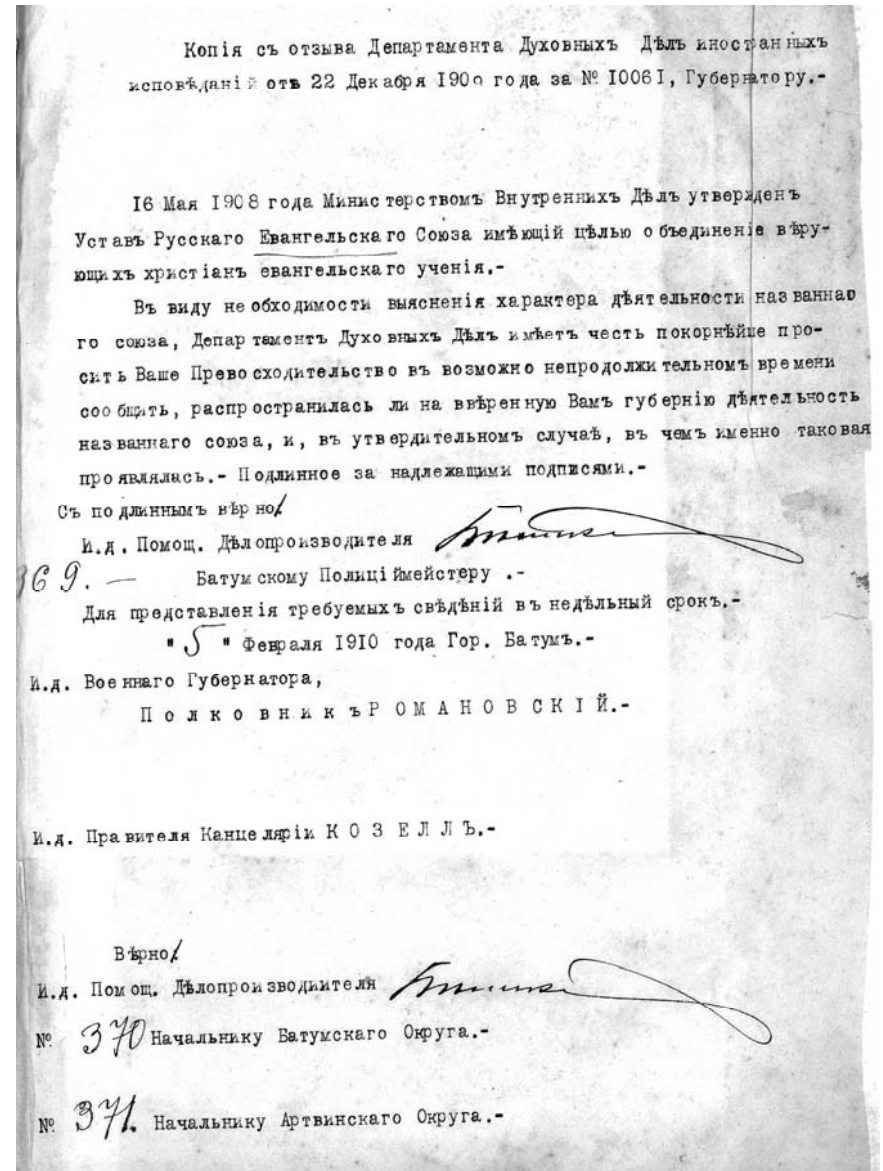 Копія съ отзыва Департамента Духовныхъ Дѣлъ иностранныхъ
исповѣданій отъ 22 Декабря 190о года за № 10061, Губернатору.-
16 Мая 1908 года Министерствомъ Внутреннихъ Дѣлъ утвержденъ
Уставъ Русскаго Евангельскаго Союза имѣющій цѣлью объединеніе вѣру-
ющихъ христіанъ евангельскаго ученія.-
Въ виду необходимости выясненія характера дѣятельности названнао
го союза, Департаментъ Духовныхъ Дѣлъ имѣетъ честь покорнѣйше про-
сить Ваше Превосходительство въ возможно непродолжительномъ времени
сообщить, распространилась ли на ввѣренную Вамъ губернію дѣятельность
названнаго союза, и, въ утвердительномъ случаѣ, въ чемъ именно таковая
проявлялась.- Подлинное за надлежащими подписями.-
Съ подлиннымъ вѣрно/
И.д. Помощ. Дѣлопроизводителя
369. — Батумскому Полиціймейстеру .-
Для представленія требуемыхъ свѣдѣній въ недѣльный срокъ.-
" 5 " Февраля 1910 года Гор. Батумъ.-
И.д. Военнаго Губернатора,
П о л к о в н и к ъ Р О М А Н О В С К І Й.-
И.д. Правителя Канцеляріи К О З Е Л Л Ъ.-
Вѣрно/
И.д. Помощ. Дѣлопроизводиителя
№ 370 Начальнику Батумскаго Округа.-
№ 371. Начальнику Артвинскаго Округа.-